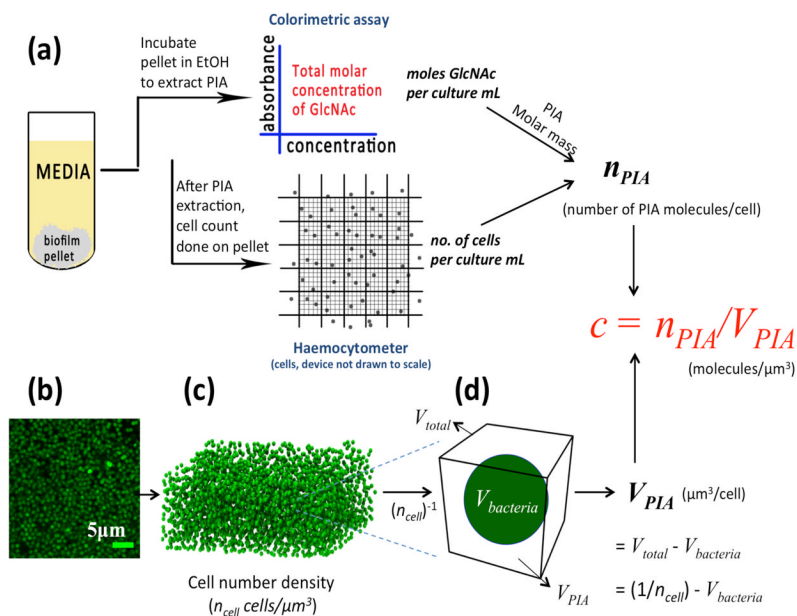 (a)
Incubate
pellet in EtOH
to extract PIA
MEDIA
biofilm
pellet
After PIA
extraction,
cell count
done on pellet
Colorimetric assay
absorbance
Total molar
concentration
of GlcNAc
concentration
Haemocytometer
(cells, device not drawn to scale)
moles GlcNAc
per culture mL
no. of cells
per culture mL
PIA
Molar mass
n_PIA
(number of PIA molecules/cell)
c = n_PIA/V_PIA
(molecules/µm³)
(b)
5µm
(c)
Cell number density
(n_cell cells/µm³)
(n_cell)⁻¹
(d)
V_total
V_bacteria
V_PIA
V_PIA (µm³/cell)
= V_total - V_bacteria
= (1/n_cell) - V_bacteria